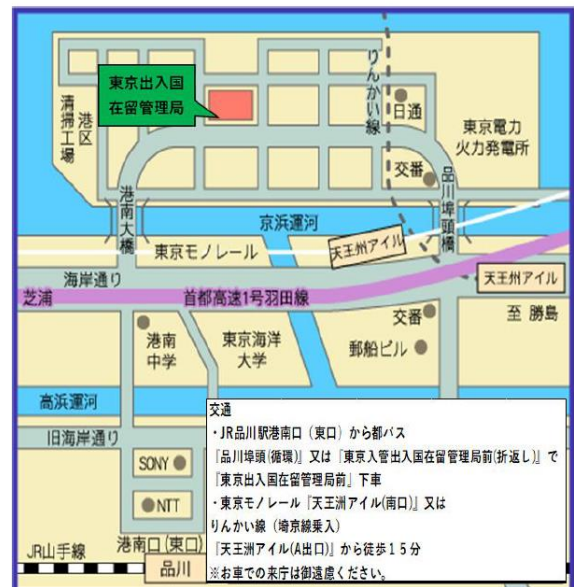 東京出入国
在留管理局
港区
清掃工場
りんかい線
日通
東京電力
火力発電所
交番
港南大橋
品川埠頭橋
京浜運河
東京モノレール
天王州アイル
海岸通り
天王州アイル
芝浦
首都高速1号羽田線
至 勝島
港南
中学
東京海洋
大学
交番
郵船ビル
高浜運河
旧海岸通り
SONY
NTT
港南口(東口)
JR山手線
品川
交通
・JR品川駅港南口（東口）から都バス
『品川埠頭(循環)』又は『東京入管出入国在留管理局前(折返し)』で
『東京出入国在留管理局前』下車
・東京モノレール『天王洲アイル(南口)』又は
りんかい線（埼京線乗入）
『天王洲アイル(A出口)』から徒歩１５分
※お車での来庁は御遠慮ください。